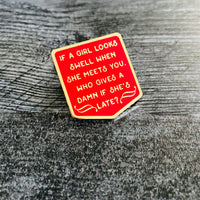 IF A GIRL LOOKS
SWELL WHEN
SHE MEETS YOU,
WHO GIVES A
DAMN IF SHE'S
LATE?